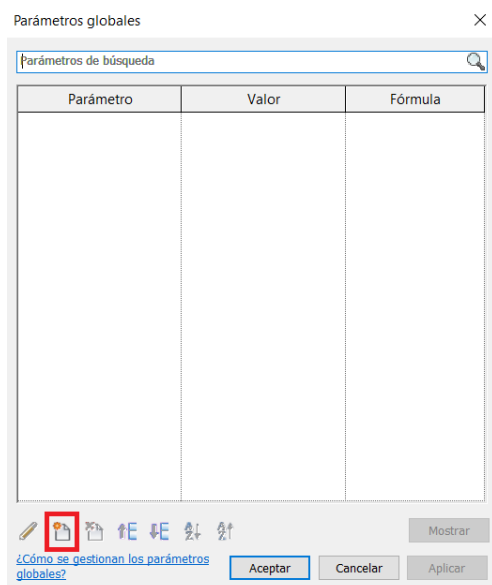 Parámetros globales
Parámetros de búsqueda
Parámetro Valor Fórmula
Mostrar
¿Cómo se gestionan los parámetros
globales?
Aceptar Cancelar Aplicar